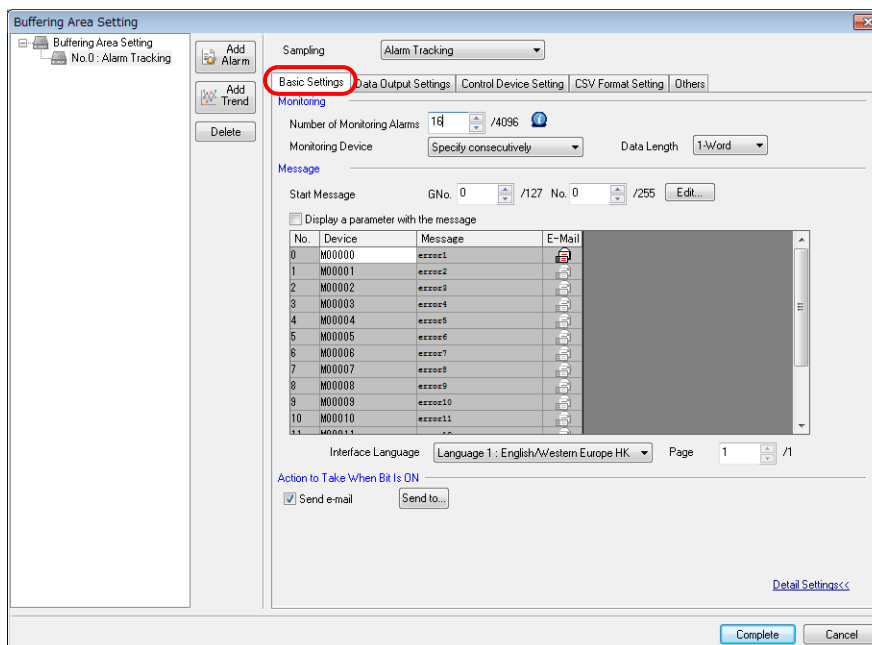 Buffering Area Setting
Buffering Area Setting
No.0 : Alarm Tracking
Add Alarm
Add Trend
Delete
Sampling Alarm Tracking
Basic Settings Data Output Settings Control Device Setting CSV Format Setting Others
Monitoring
Number of Monitoring Alarms 16 /4096
Monitoring Device Specify consecutively Data Length 1-Word
Message
Start Message GNo. 0 /127 No. 0 /255 Edit...
Display a parameter with the message
No. Device Message E-Mail
0 M00000 error1
1 M00001 error2
2 M00002 error3
3 M00003 error4
4 M00004 error5
5 M00005 error6
6 M00006 error7
7 M00007 error8
8 M00008 error9
9 M00009 error10
10 M00010 error11
11 M00011
Interface Language Language 1 : English/Western Europe HK Page 1 /1
Action to Take When Bit Is ON
Send e-mail Send to...
Detail Settings<<
Complete Cancel